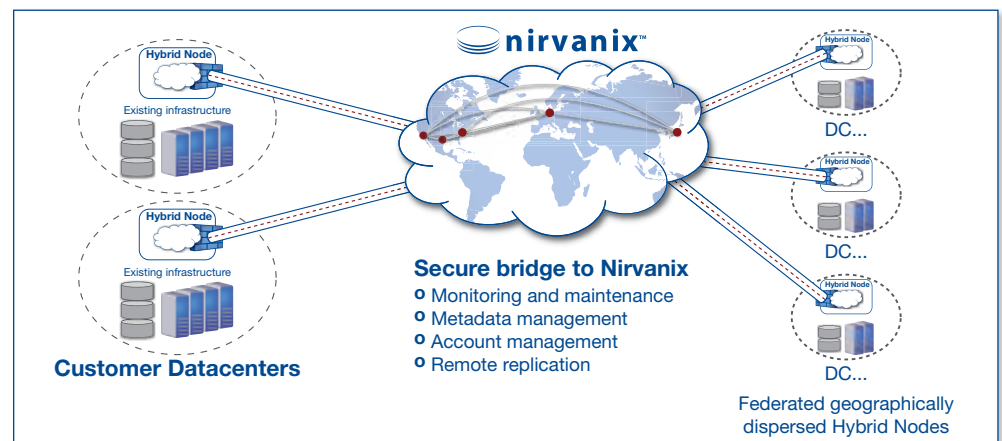 nirvanix™
Hybrid Node
Existing infrastructure
Hybrid Node
Existing infrastructure
Customer Datacenters
Secure bridge to Nirvanix
o Monitoring and maintenance
o Metadata management
o Account management
o Remote replication
Hybrid Node
DC...
Hybrid Node
DC...
Hybrid Node
DC...
Federated geographically
dispersed Hybrid Nodes